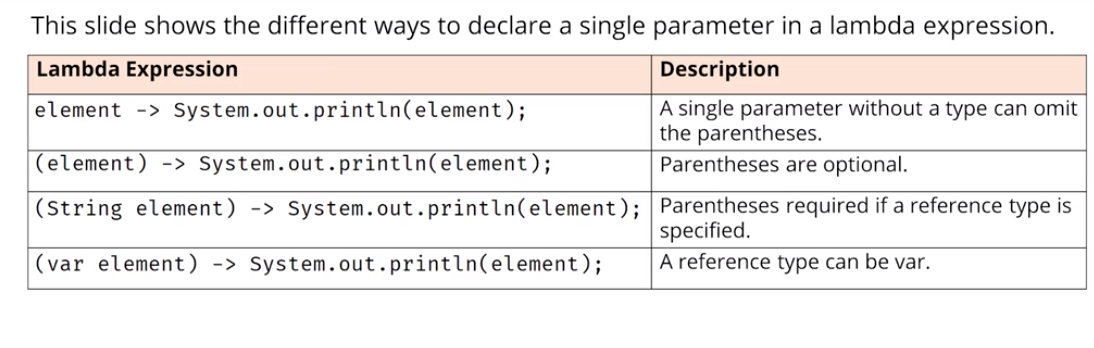 This slide shows the different ways to declare a single parameter in a lambda expression.
Lambda Expression Description
element -> System.out.println(element); A single parameter without a type can omit
the parentheses.
(element) -> System.out.println(element); Parentheses are optional.
(String element) -> System.out.println(element); Parentheses required if a reference type is
specified.
(var element) -> System.out.println(element); A reference type can be var.